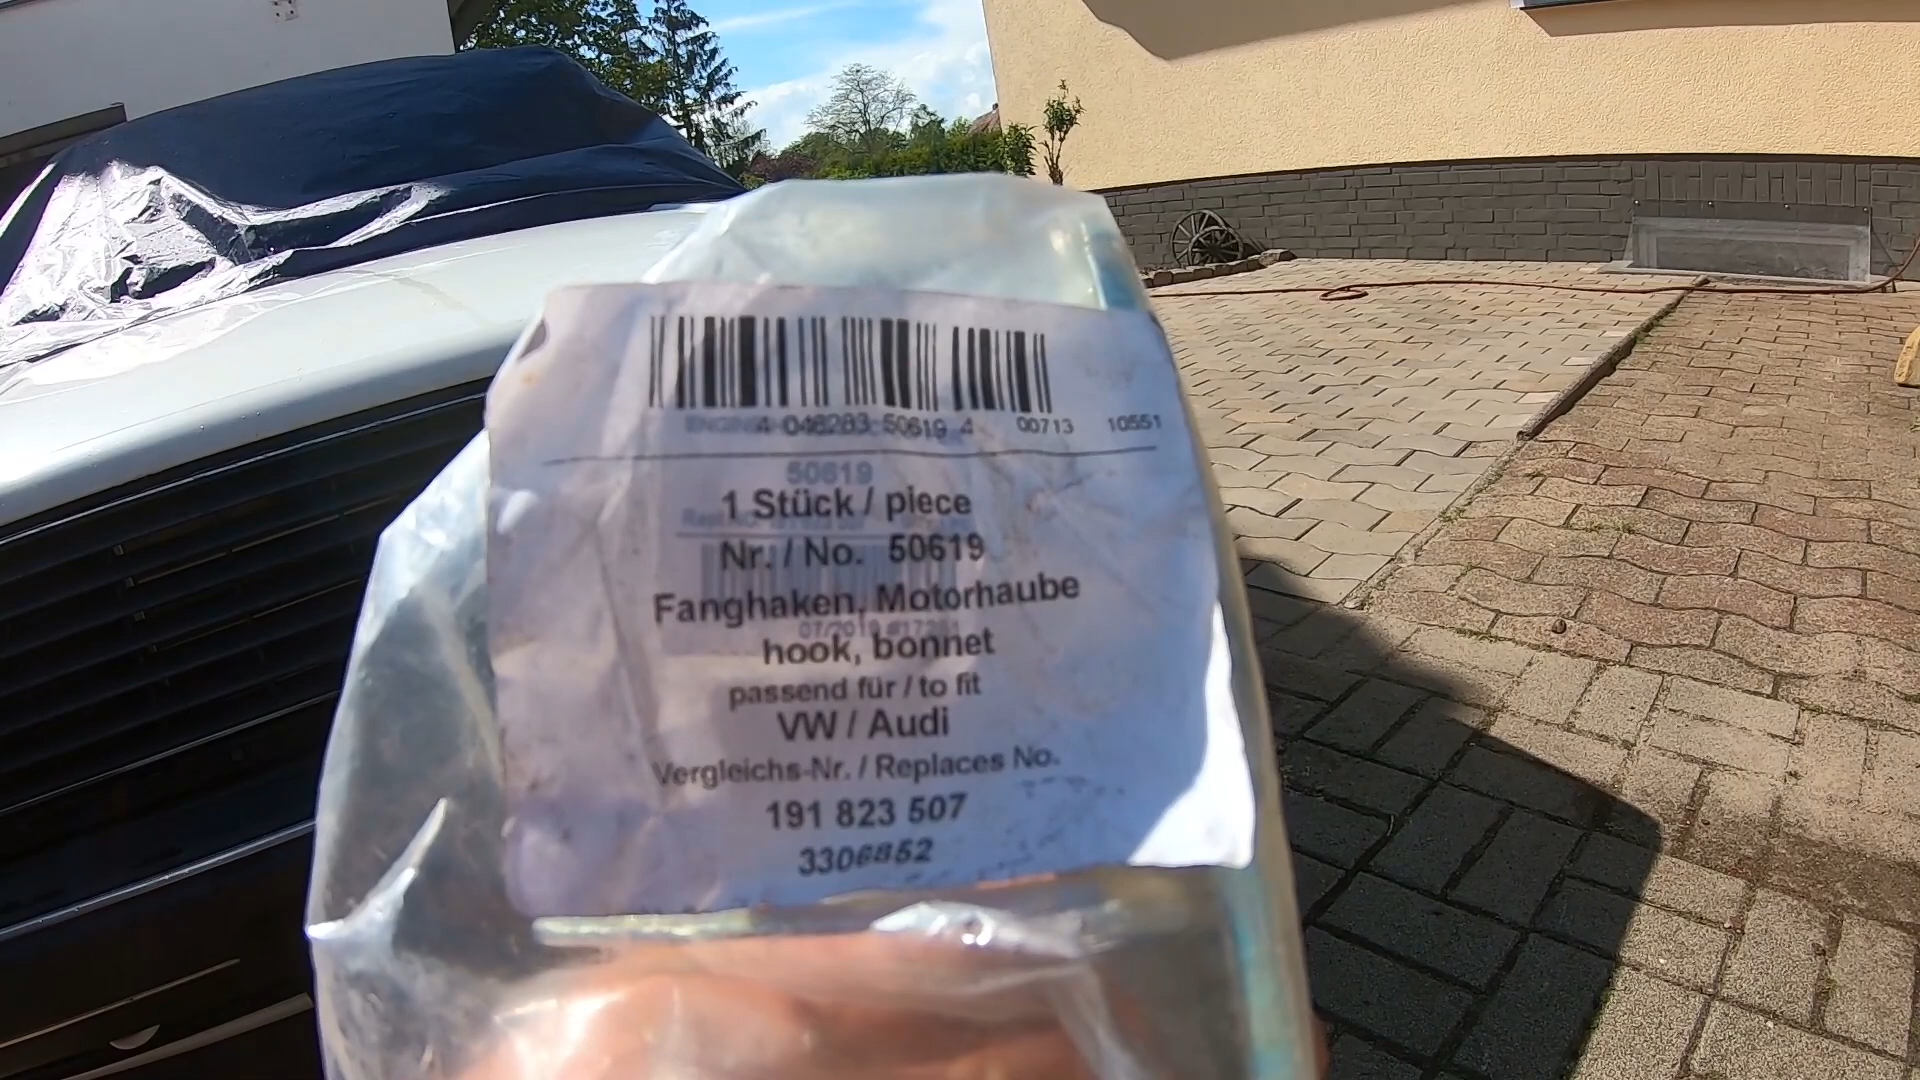 4 046283 50619 4 00713 10551
50619
1 Stück / piece
Nr. / No. 50619
Fanghaken, Motorhaube
hook, bonnet
passend für / to fit
VW / Audi
Vergleichs-Nr. / Replaces No.
191 823 507
3306852